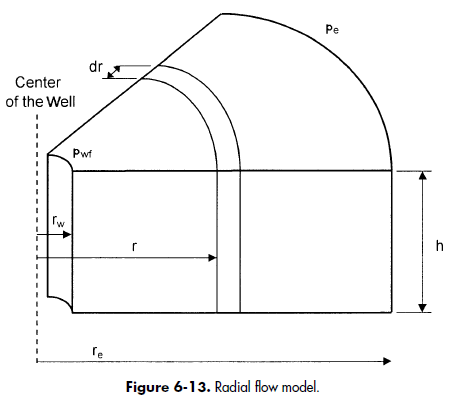 pe
dr
Center
of the Well
pwf
rw
r
h
re
Figure 6-13. Radial flow model.